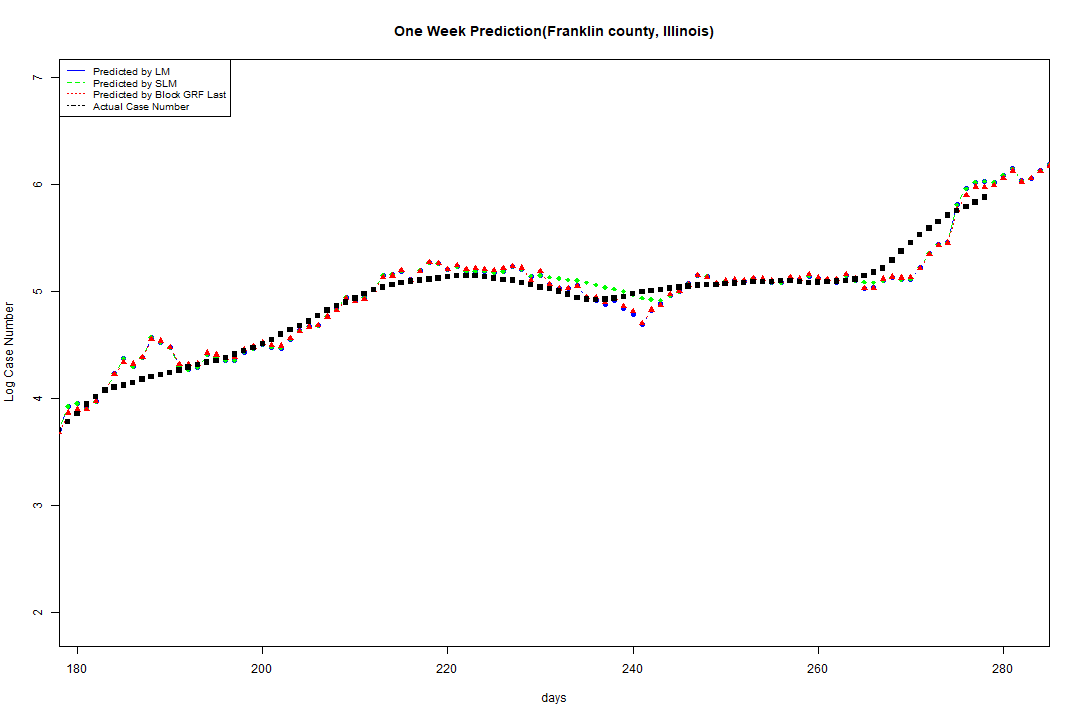 One Week Prediction(Franklin county, Illinois)
Predicted by LM
Predicted by SLM
Predicted by Block GRF Last
Actual Case Number
Log Case Number
7
6
5
4
3
2
180 200 220 240 260 280
days